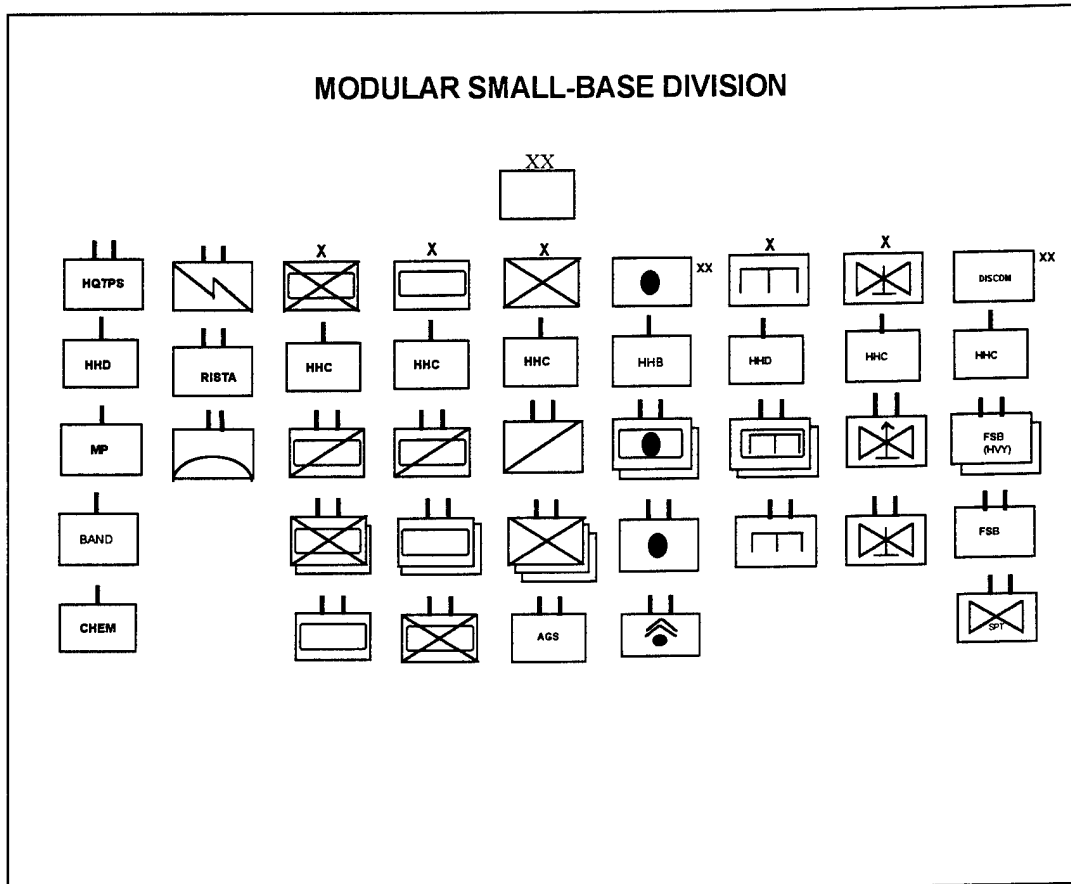 MODULAR SMALL-BASE DIVISION
XX
X X X XX X X XX
HQTPS DISCOM
HHD RISTA HHC HHC HHC HHB HHD HHC HHC
MP FSB
(HVY)
BAND FSB
CHEM AGS SPT